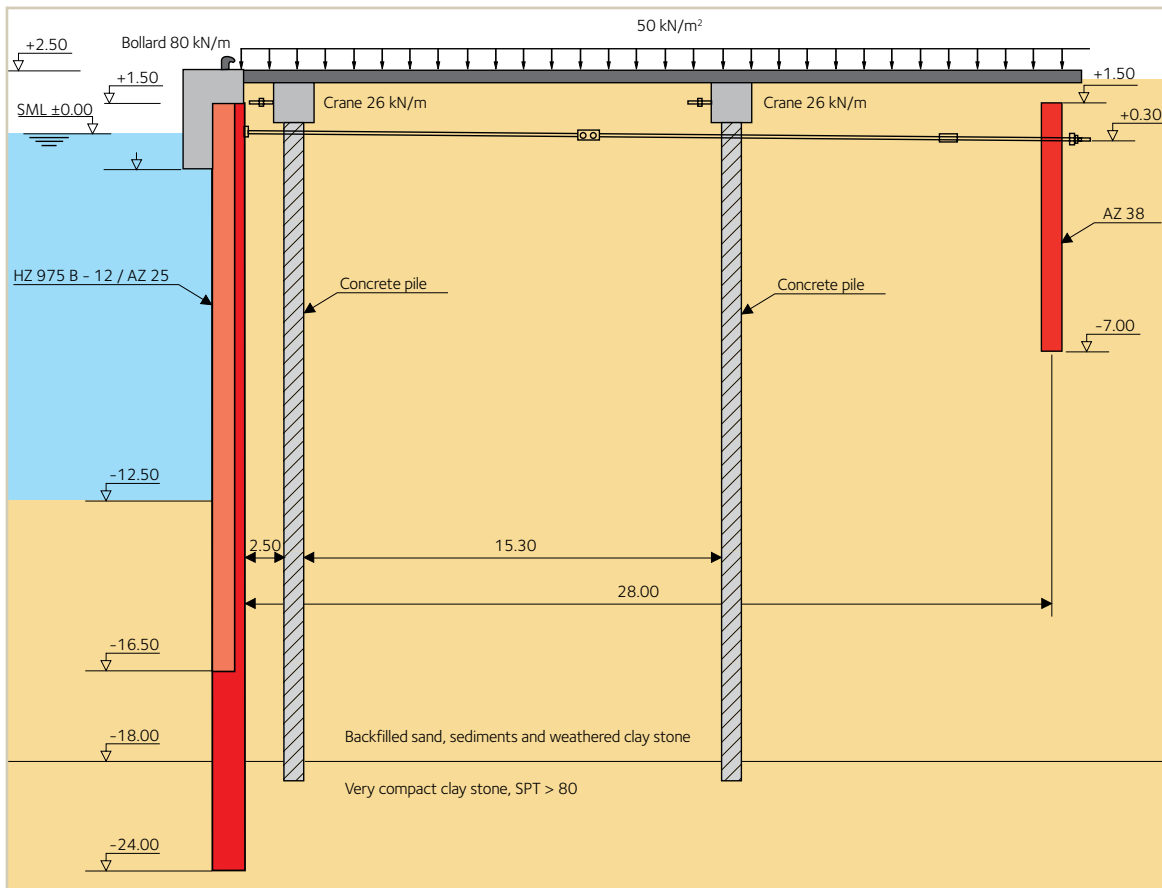 50 kN/m²
Bollard 80 kN/m
+2.50
+1.50
+1.50
Crane 26 kN/m
Crane 26 kN/m
SML ±0.00
+0.30
AZ 38
HZ 975 B - 12 / AZ 25
Concrete pile
Concrete pile
-7.00
-12.50
2.50
15.30
28.00
-16.50
-18.00
Backfilled sand, sediments and weathered clay stone
Very compact clay stone, SPT > 80
-24.00